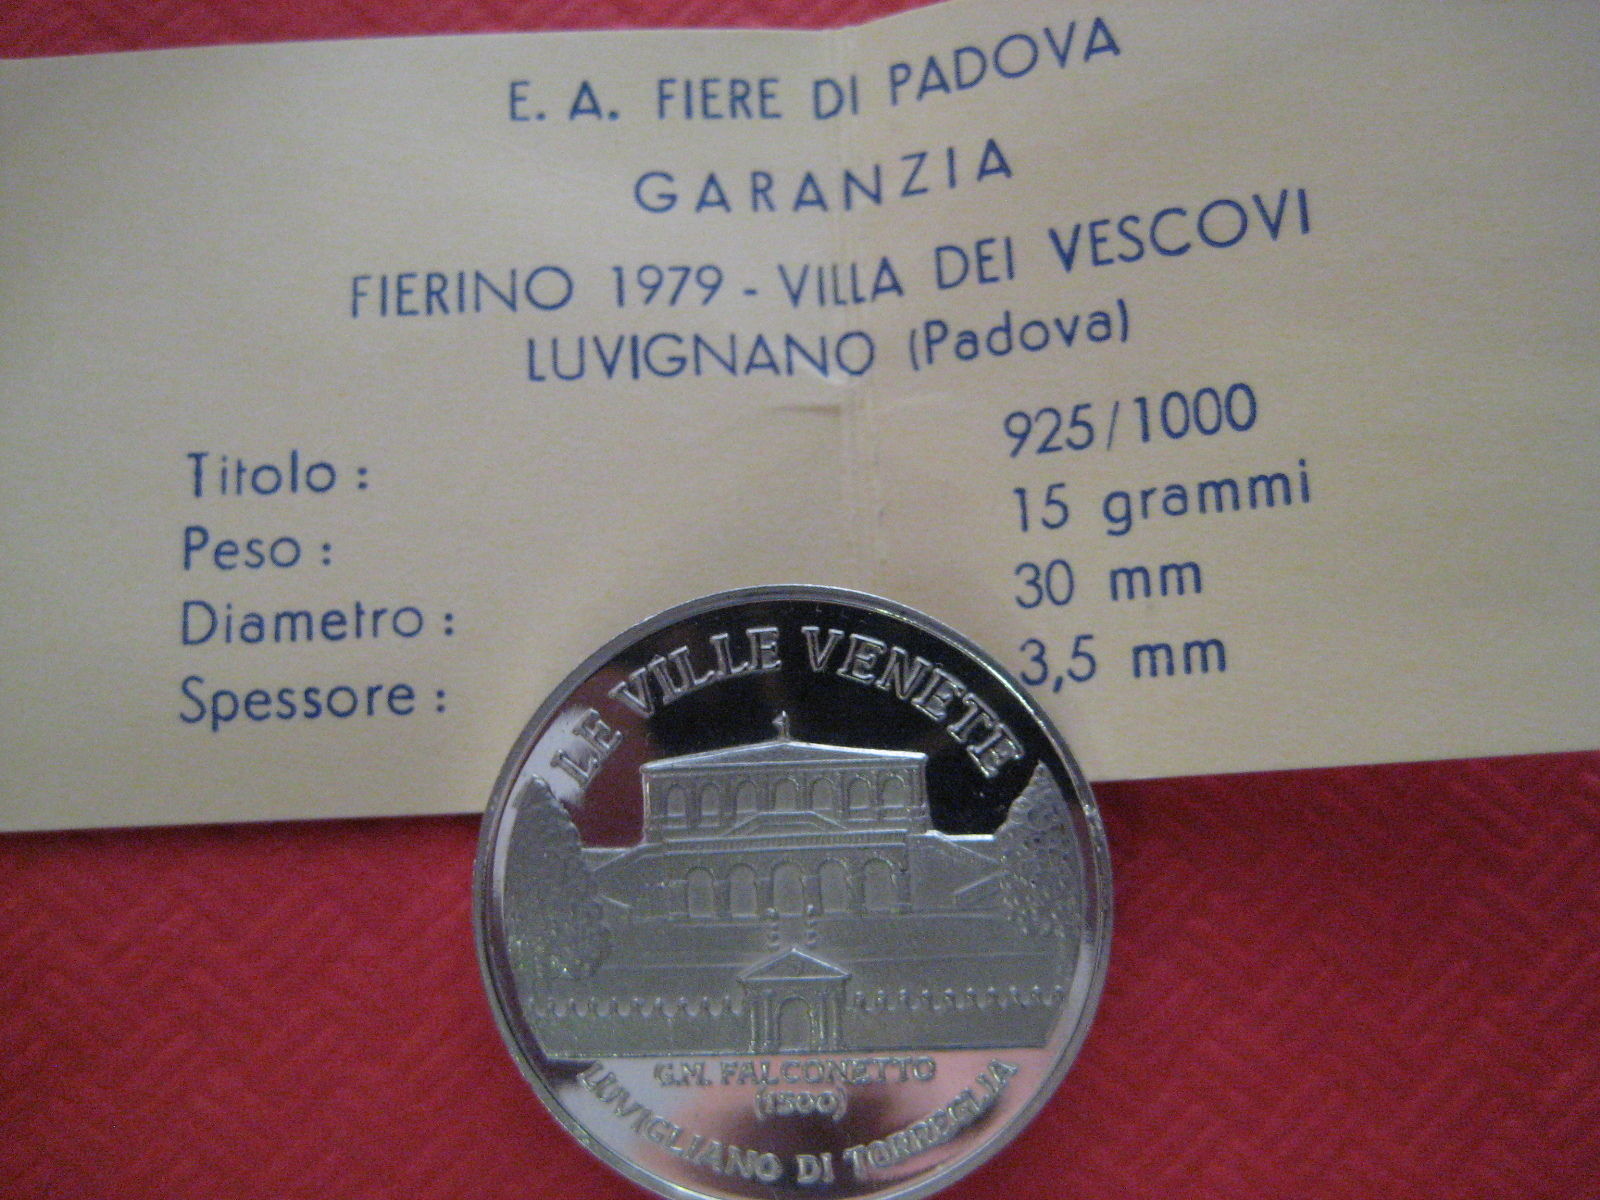 E. A. FIERE DI PADOVA
GARANZIA
FIERINO 1979 - VILLA DEI VESCOVI
LUVIGNANO (Padova)
Titolo : 925/1000
Peso : 15 grammi
Diametro : 30 mm
Spessore : 3,5 mm
LE VILLE VENETE
G.M. FALCONETTO
(1500)
LUVIGLIANO DI TORREGLIA